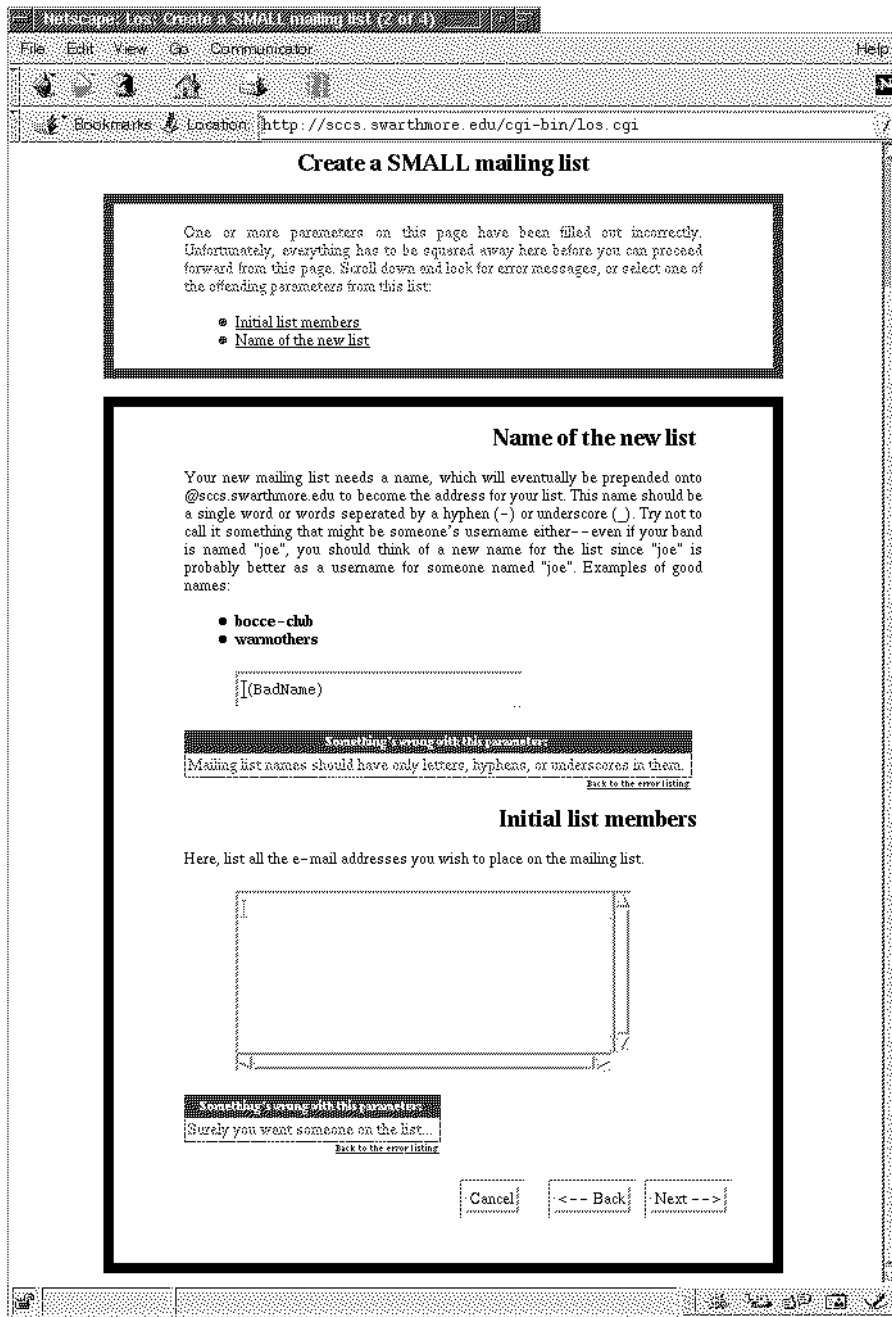 Netscape: Los: Create a SMALL mailing list (2 of 4)
File Edit View Go Communicator Help
N
Bookmarks Location: http://sccs.swarthmore.edu/cgi-bin/los.cgi
Create a SMALL mailing list
One or more parameters on this page have been filled out incorrectly.
Unfortunately, everything has to be squared away here before you can proceed
forward from this page. Scroll down and look for error messages, or select one of
the offending parameters from this list:
Initial list members
Name of the new list
Name of the new list
Your new mailing list needs a name, which will eventually be prepended onto
@sccs.swarthmore.edu to become the address for your list. This name should be
a single word or words seperated by a hyphen (-) or underscore (_). Try not to
call it something that might be someone's username either--even if your band
is named "joe", you should think of a new name for the list since "joe" is
probably better as a username for someone named "joe". Examples of good
names:
bocce-club
warmothers
(BadName)
Something's wrong with this parameter:
Mailing list names should have only letters, hyphens, or underscores in them.
Back to the error listing
Initial list members
Here, list all the e-mail addresses you wish to place on the mailing list.
Something's wrong with this parameter:
Surely you want someone on the list...
Back to the error listing
Cancel <-- Back Next -->